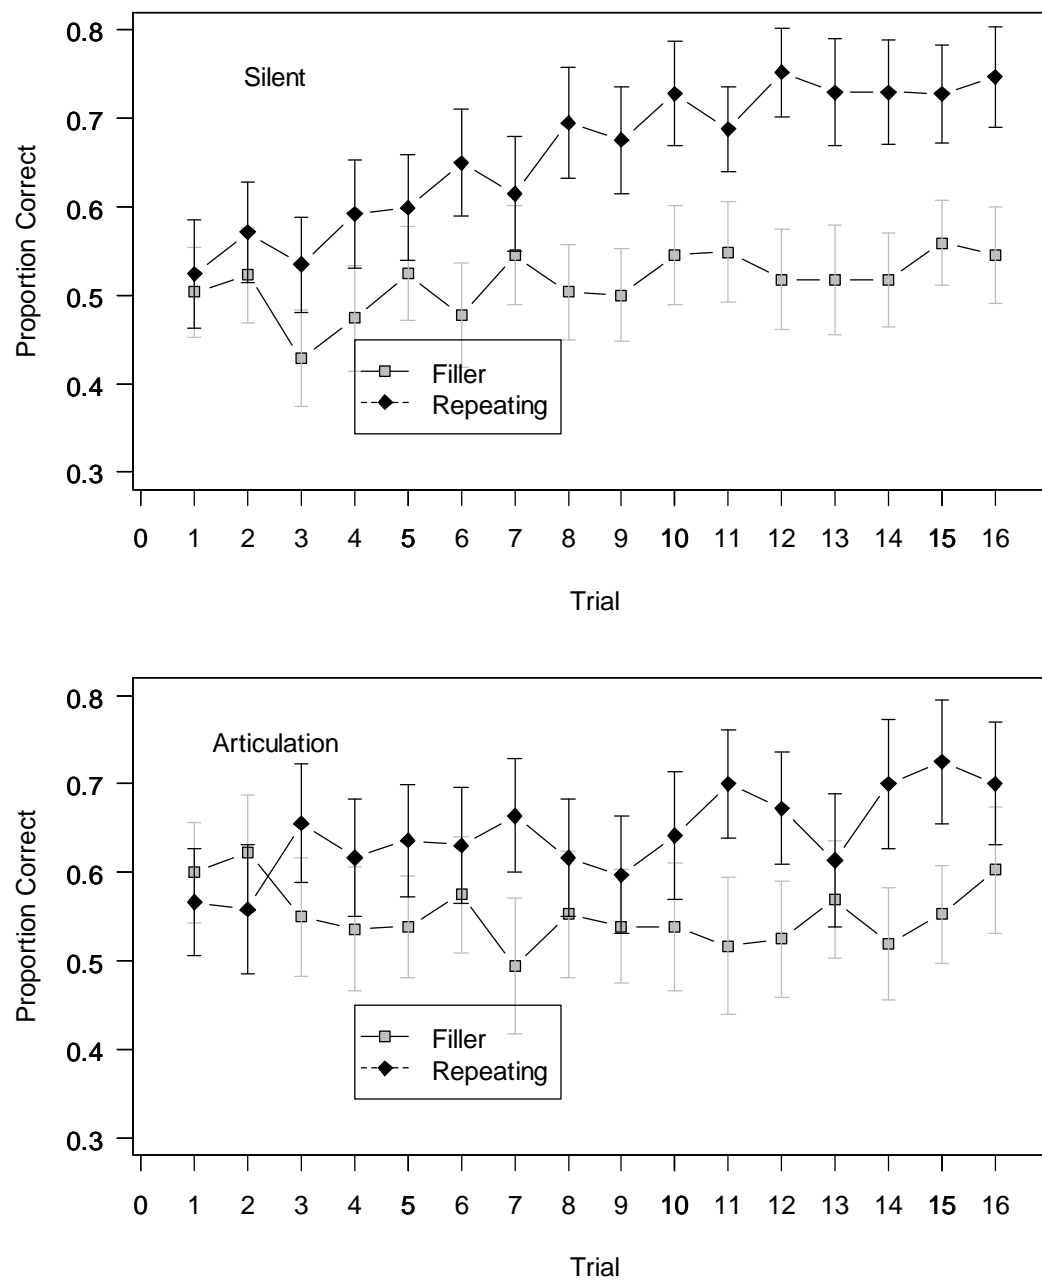 0.8
Silent
0.7
0.6
0.5
0.4
0.3
Proportion Correct
Filler
Repeating
0 1 2 3 4 5 6 7 8 9 10 11 12 13 14 15 16
Trial
0.8
Articulation
0.7
0.6
0.5
0.4
0.3
Proportion Correct
Filler
Repeating
0 1 2 3 4 5 6 7 8 9 10 11 12 13 14 15 16
Trial